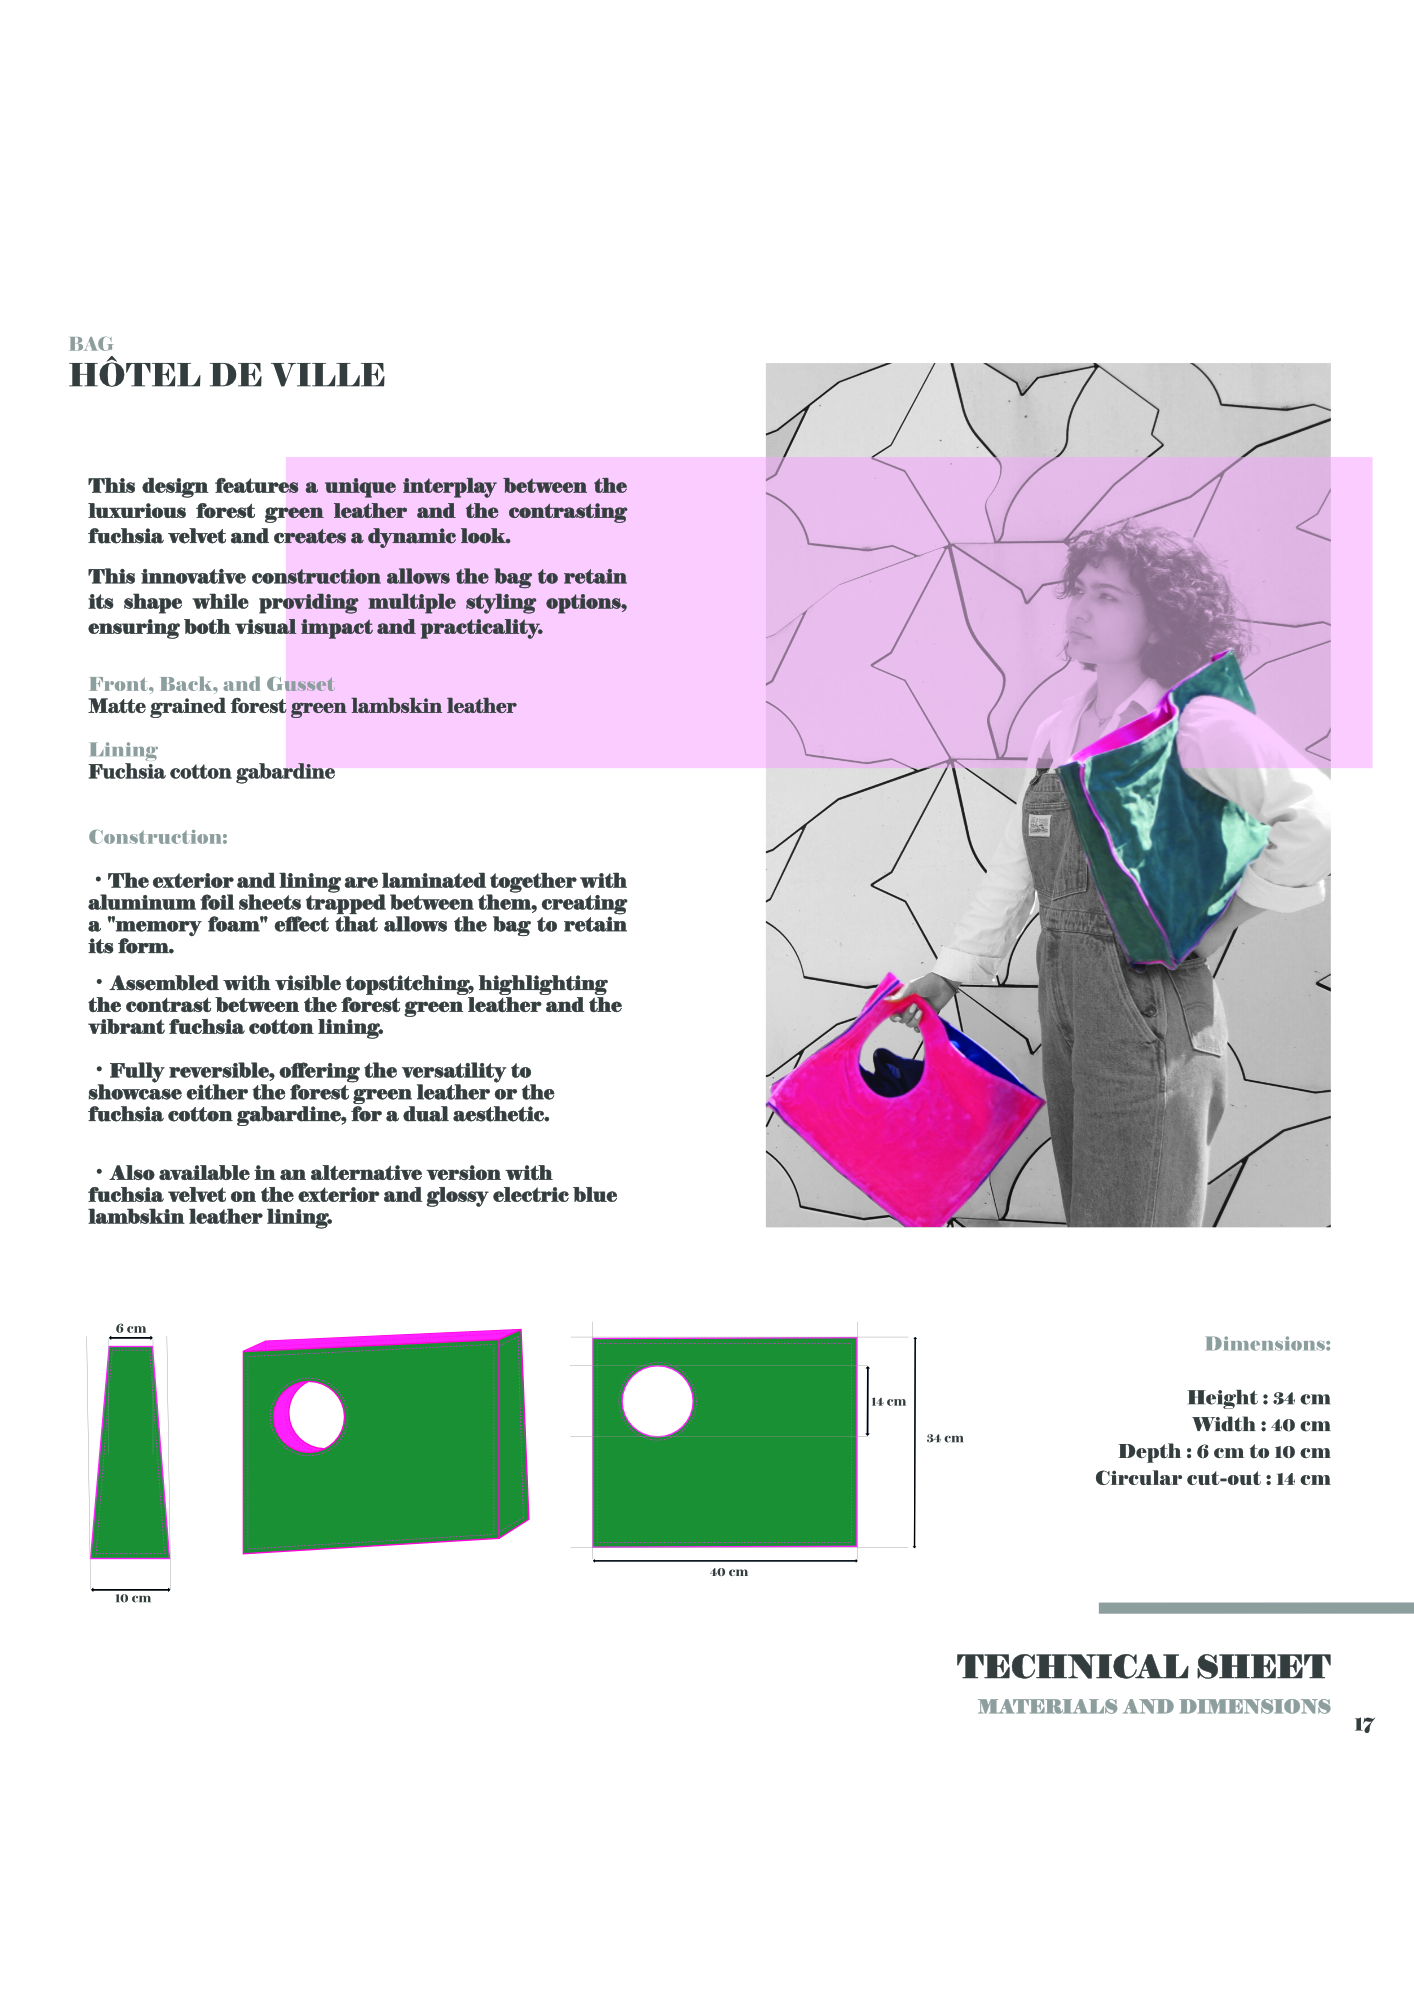 BAG
HÔTEL DE VILLE
This design features a unique interplay between the
luxurious forest green leather and the contrasting
fuchsia velvet and creates a dynamic look.
This innovative construction allows the bag to retain
its shape while providing multiple styling options,
ensuring both visual impact and practicality.
Front, Back, and Gusset
Matte grained forest green lambskin leather
Lining
Fuchsia cotton gabardine
Construction:
• The exterior and lining are laminated together with
aluminum foil sheets trapped between them, creating
a "memory foam" effect that allows the bag to retain
its form.
• Assembled with visible topstitching, highlighting
the contrast between the forest green leather and the
vibrant fuchsia cotton lining.
• Fully reversible, offering the versatility to
showcase either the forest green leather or the
fuchsia cotton gabardine, for a dual aesthetic.
• Also available in an alternative version with
fuchsia velvet on the exterior and glossy electric blue
lambskin leather lining.
6 cm
10 cm
14 cm
34 cm
40 cm
Dimensions:
Height : 34 cm
Width : 40 cm
Depth : 6 cm to 10 cm
Circular cut-out : 14 cm
TECHNICAL SHEET
MATERIALS AND DIMENSIONS
17